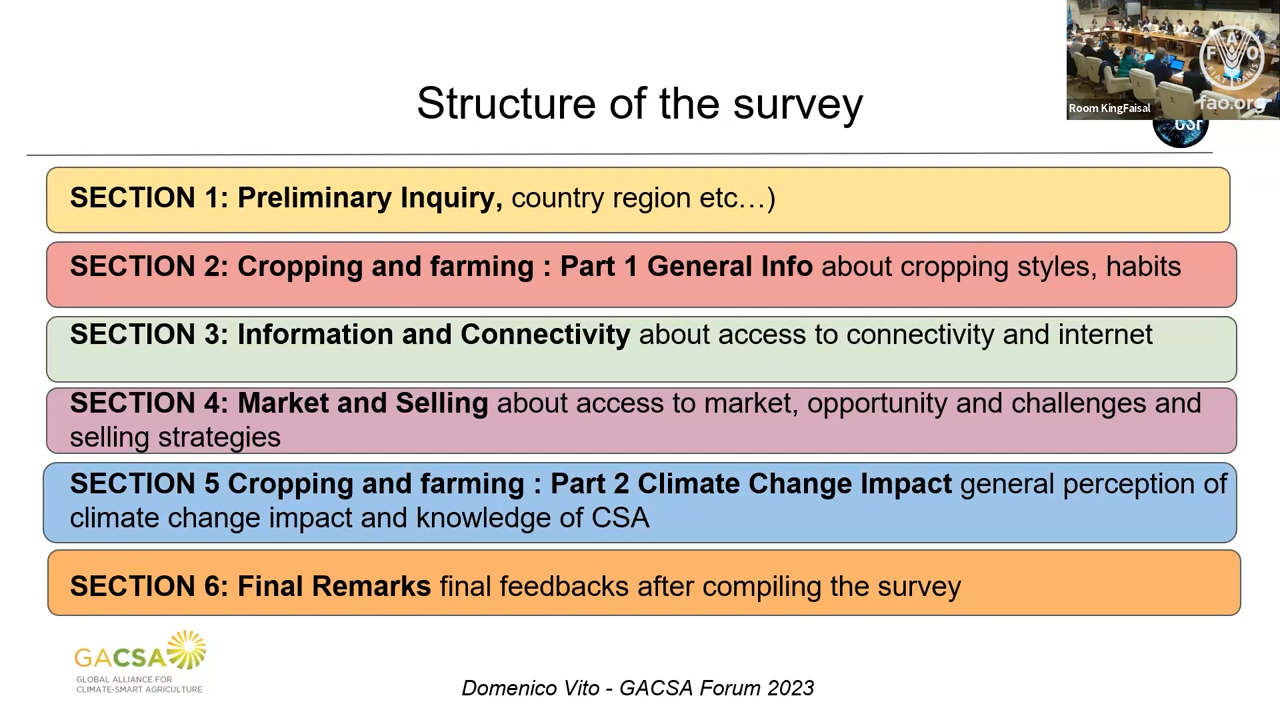 Structure of the survey
Room KingFaisal
FAO
FIAT PANIS
fao.org
SECTION 1: Preliminary Inquiry, country region etc…)
SECTION 2: Cropping and farming : Part 1 General Info about cropping styles, habits
SECTION 3: Information and Connectivity about access to connectivity and internet
SECTION 4: Market and Selling about access to market, opportunity and challenges and
selling strategies
SECTION 5 Cropping and farming : Part 2 Climate Change Impact general perception of
climate change impact and knowledge of CSA
SECTION 6: Final Remarks final feedbacks after compiling the survey
GACSA
GLOBAL ALLIANCE FOR
CLIMATE-SMART AGRICULTURE
Domenico Vito - GACSA Forum 2023